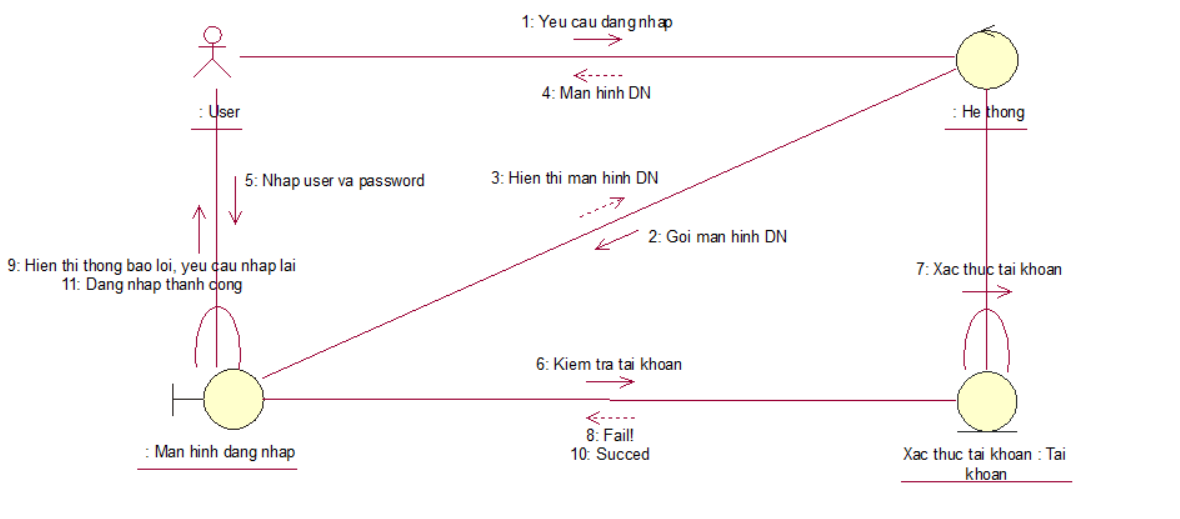 1: Yeu cau dang nhap
4: Man hinh DN
: User
: He thong
5: Nhap user va password
3: Hien thi man hinh DN
2: Goi man hinh DN
9: Hien thi thong bao loi, yeu cau nhap lai
11: Dang nhap thanh cong
7: Xac thuc tai khoan
6: Kiem tra tai khoan
8: Fail!
10: Succed
: Man hinh dang nhap
Xac thuc tai khoan : Tai
khoan